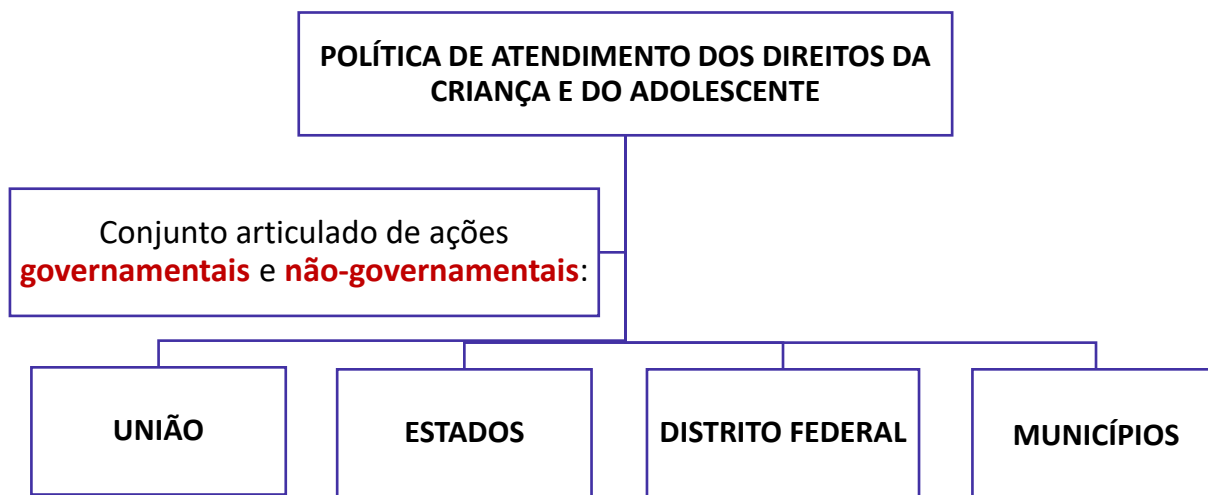 POLÍTICA DE ATENDIMENTO DOS DIREITOS DA
CRIANÇA E DO ADOLESCENTE
Conjunto articulado de ações
governamentais e não-governamentais:
UNIÃO
ESTADOS
DISTRITO FEDERAL
MUNICÍPIOS